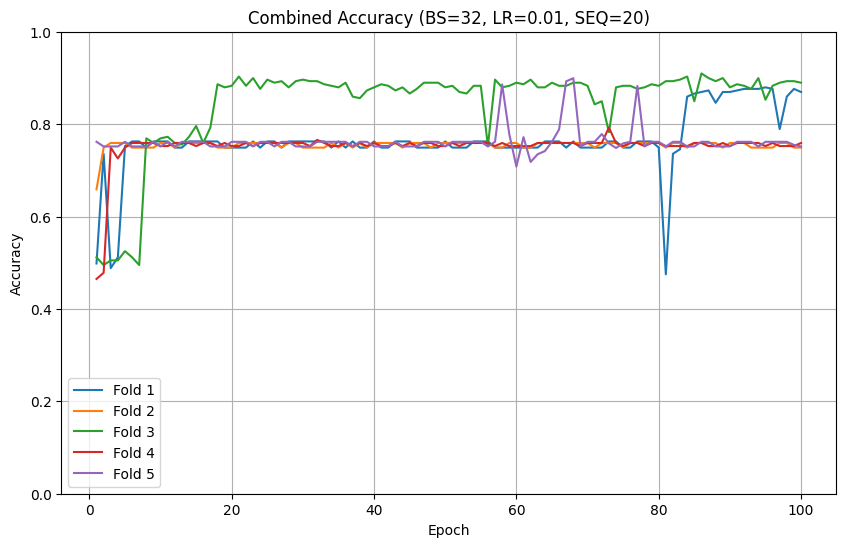 Combined Accuracy (BS=32, LR=0.01, SEQ=20)
1.0
0.8
0.6
0.4
0.2
0.0
Accuracy
Fold 1
Fold 2
Fold 3
Fold 4
Fold 5
0 20 40 60 80 100
Epoch